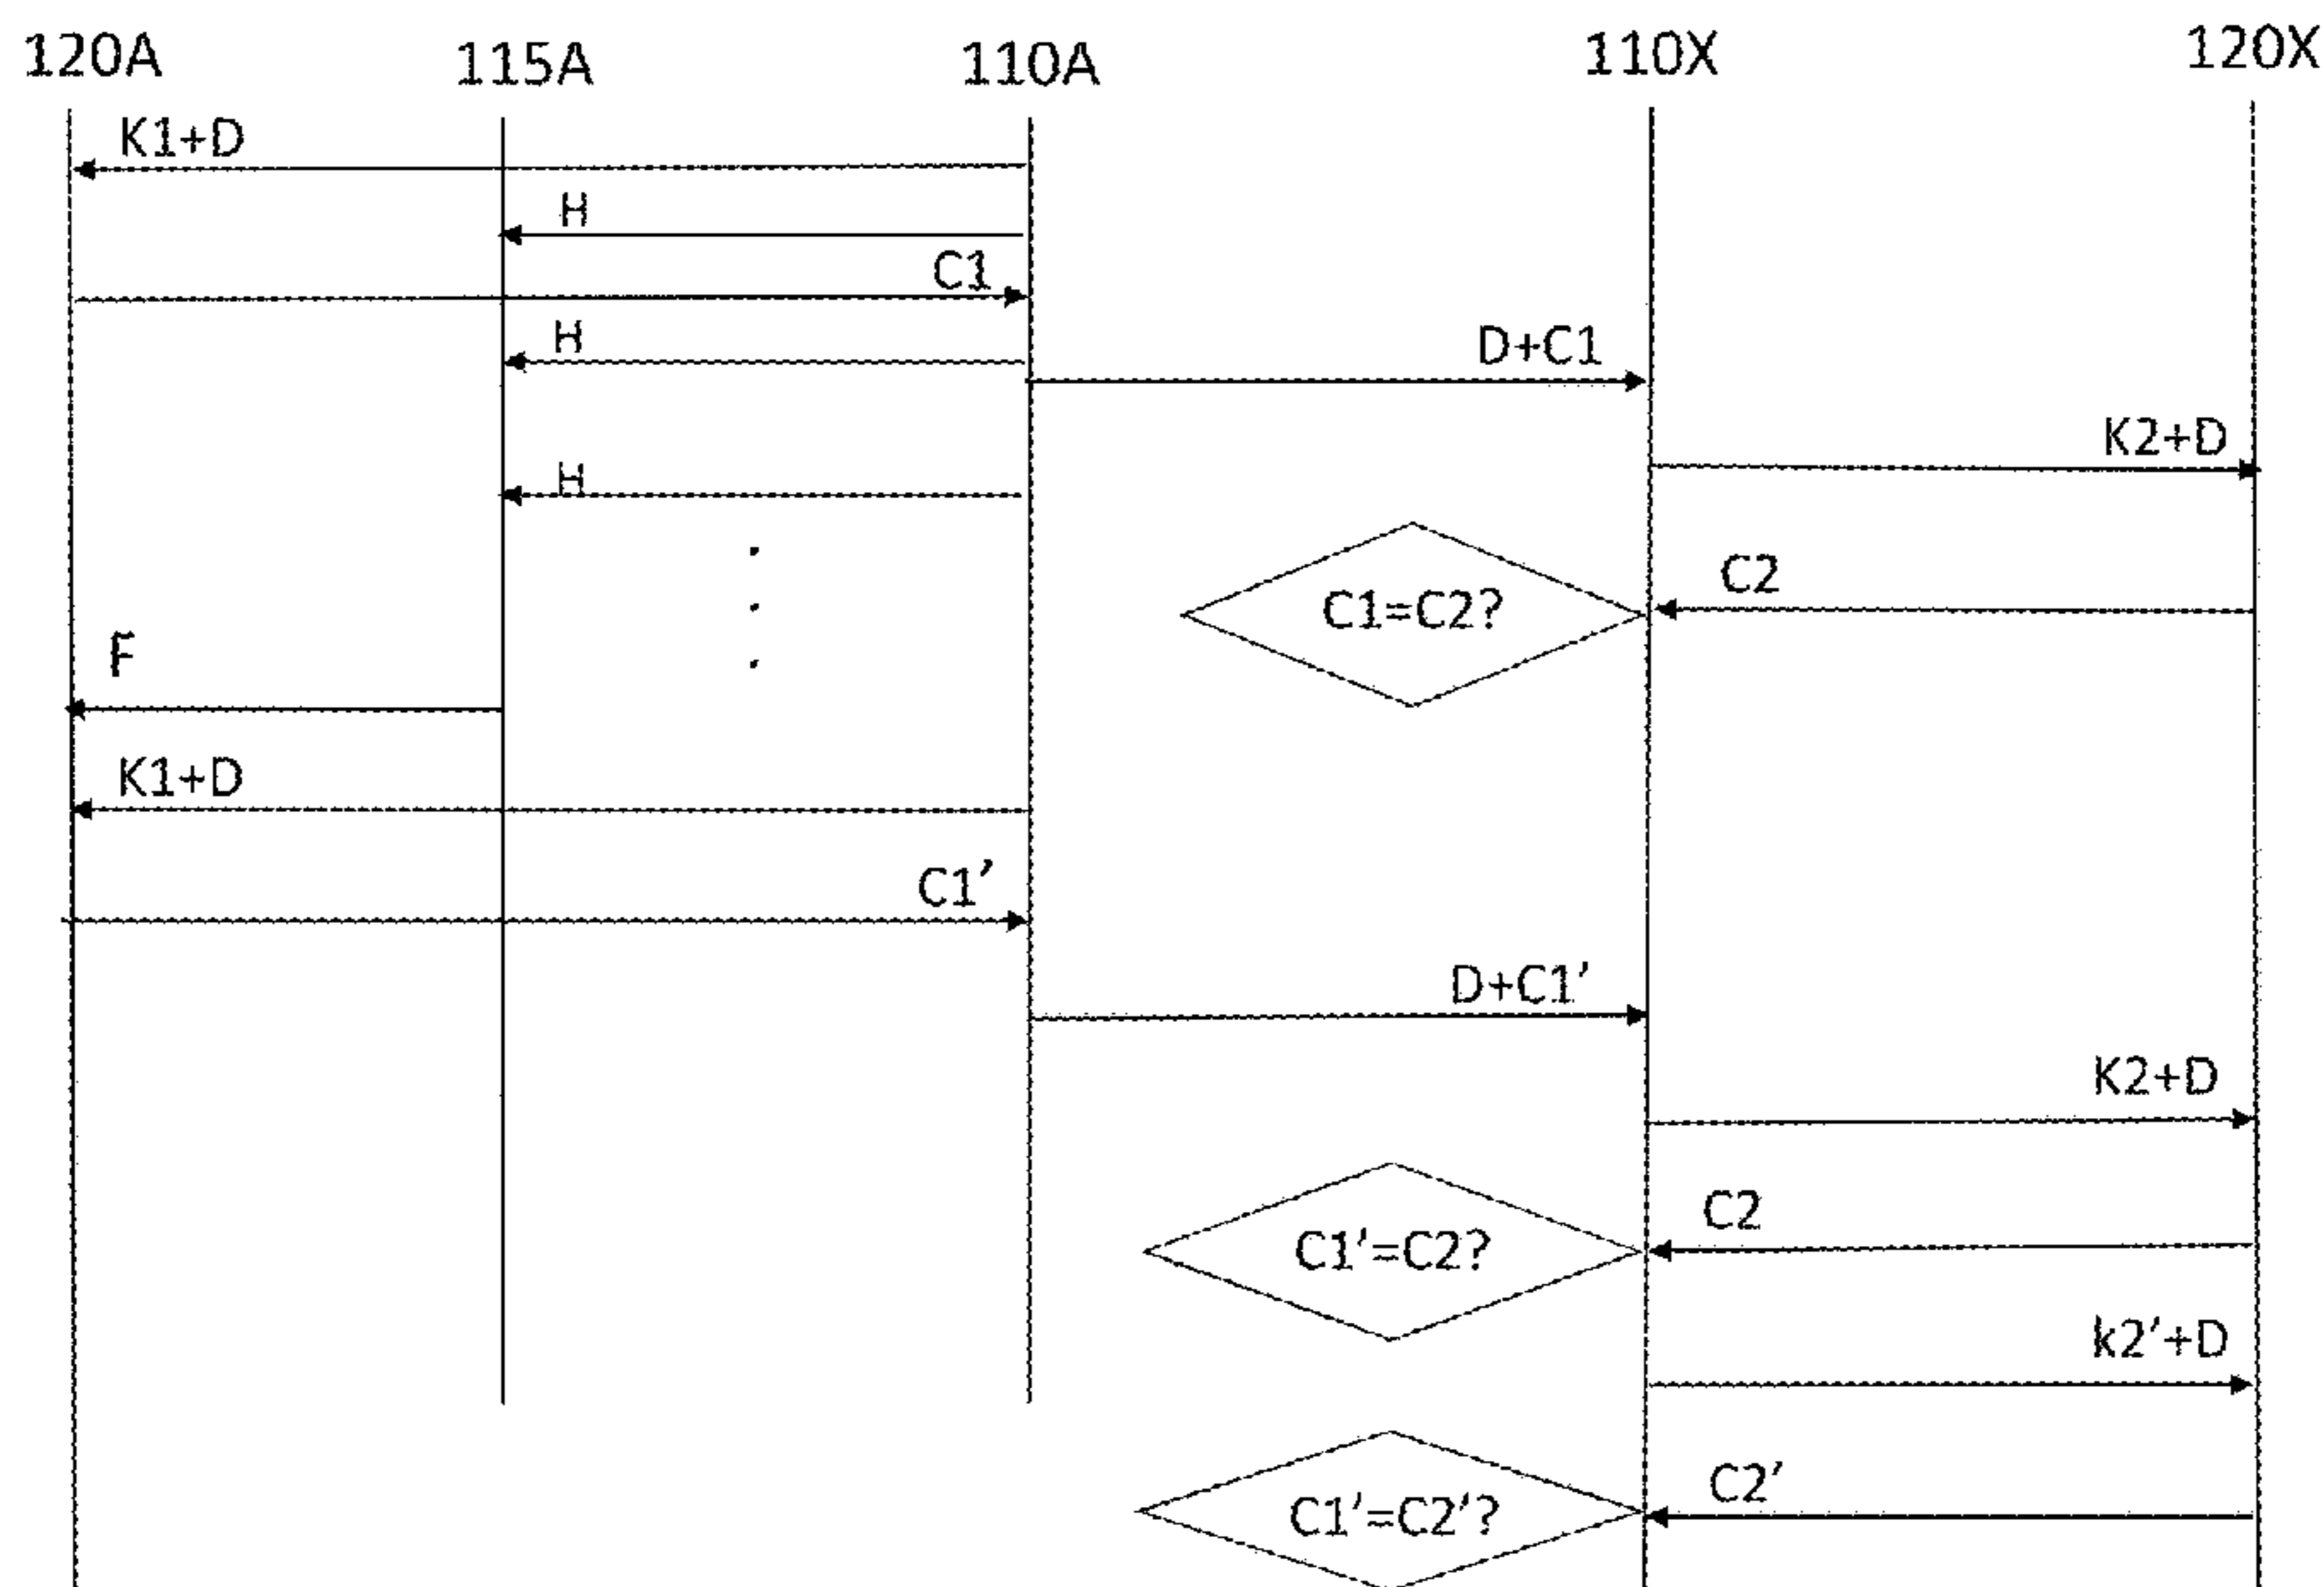 120A 115A 110A 110X 120X
K1+D
H
C1
H
D+C1
K2+D
H
C2
C1=C2?
F
K1+D
C1'
D+C1'
K2+D
C2
C1'=C2?
k2'+D
C2'
C1'=C2'?